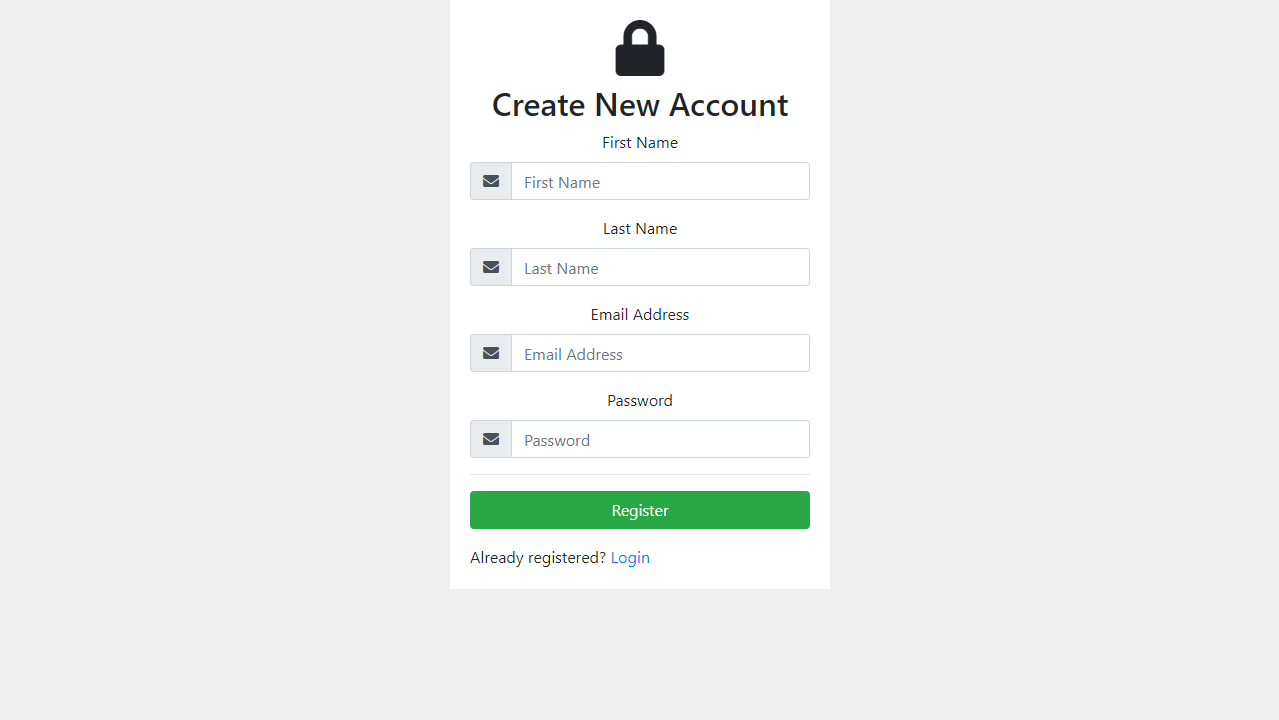 Create New Account
First Name
First Name
Last Name
Last Name
Email Address
Email Address
Password
Password
Register
Already registered? Login